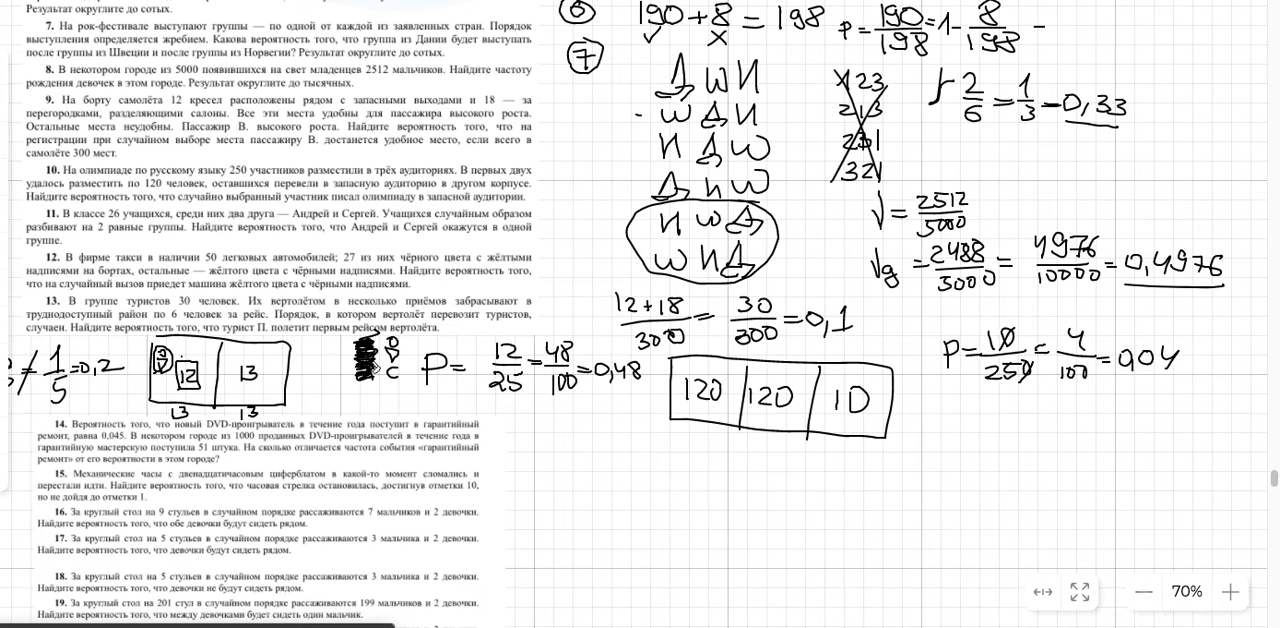 Результат округлите до сотых.
7. На рок-фестивале выступают группы — по одной от каждой из заявленных стран. Порядок
выступления определяется жребием. Какова вероятность того, что группа из Дании будет выступать
после группы из Швеции и после группы из Норвегии? Результат округлите до сотых.
8. В некотором городе из 5000 появившихся на свет младенцев 2512 мальчиков. Найдите частоту
рождения девочек в этом городе. Результат округлите до тысячных.
9. На борту самолёта 12 кресел расположены рядом с запасными выходами и 18 — за
перегородками, разделяющими салоны. Все эти места удобны для пассажира высокого роста.
Остальные места неудобны. Пассажир В. высокого роста. Найдите вероятность того, что на
регистрации при случайном выборе места пассажиру В. достанется удобное место, если всего в
самолёте 300 мест.
10. На олимпиаде по русскому языку 250 участников разместили в трёх аудиториях. В первых двух
удалось разместить по 120 человек, оставшихся перевели в запасную аудиторию в другом корпусе.
Найдите вероятность того, что случайно выбранный участник писал олимпиаду в запасной аудитории.
11. В классе 26 учащихся, среди них два друга — Андрей и Сергей. Учащихся случайным образом
разбивают на 2 равные группы. Найдите вероятность того, что Андрей и Сергей окажутся в одной
группе.
12. В фирме такси в наличии 50 легковых автомобилей; 27 из них чёрного цвета с жёлтыми
надписями на бортах, остальные — жёлтого цвета с чёрными надписями. Найдите вероятность того,
что на случайный вызов приедет машина жёлтого цвета с чёрными надписями.
13. В группе туристов 30 человек. Их вертолётом в несколько приёмов забрасывают в
труднодоступный район по 6 человек за рейс. Порядок, в котором вертолёт перевозит туристов,
случаен. Найдите вероятность того, что турист П. полетит первым рейсом вертолёта.
≠ 1/5 = 0,2
12 13
13 13
P = 12/25 = 48/100 = 0,48
14. Вероятность того, что новый DVD-проигрыватель в течение года поступит в гарантийный
ремонт, равна 0,045. В некотором городе из 1000 проданных DVD-проигрывателей в течение года в
гарантийную мастерскую поступила 51 штука. На сколько отличается частота события «гарантийный
ремонт» от его вероятности в этом городе?
15. Механические часы с двенадцатичасовым циферблатом в какой-то момент сломались и
перестали идти. Найдите вероятность того, что часовая стрелка остановилась, достигнув отметки 10,
но не дойдя до отметки 1.
16. За круглый стол на 9 стульев в случайном порядке рассаживаются 7 мальчиков и 2 девочки.
Найдите вероятность того, что обе девочки будут сидеть рядом.
17. За круглый стол на 5 стульев в случайном порядке рассаживаются 3 мальчика и 2 девочки.
Найдите вероятность того, что девочки будут сидеть рядом.
18. За круглый стол на 5 стульев в случайном порядке рассаживаются 3 мальчика и 2 девочки.
Найдите вероятность того, что девочки не будут сидеть рядом.
19. За круглый стол на 201 стул в случайном порядке рассаживаются 199 мальчиков и 2 девочки.
Найдите вероятность того, что между девочками будет сидеть один мальчик.
6 190 + 8 = 198 P = 190/198 = 1 - 8/198 -
7
Д Ш Н
Ш Д Н
Н Д Ш
Д Н Ш
Н Ш Д
Ш Н Д
123
213
231
321
2/6 = 1/3 - 0,33
V = 2512/5000
Vg = 2488/5000 = 4976/10000 = 0,4976
12+18/300 = 30/300 = 0,1
120 120 10
P = 10/250 = 4/100 = 0,04
70%